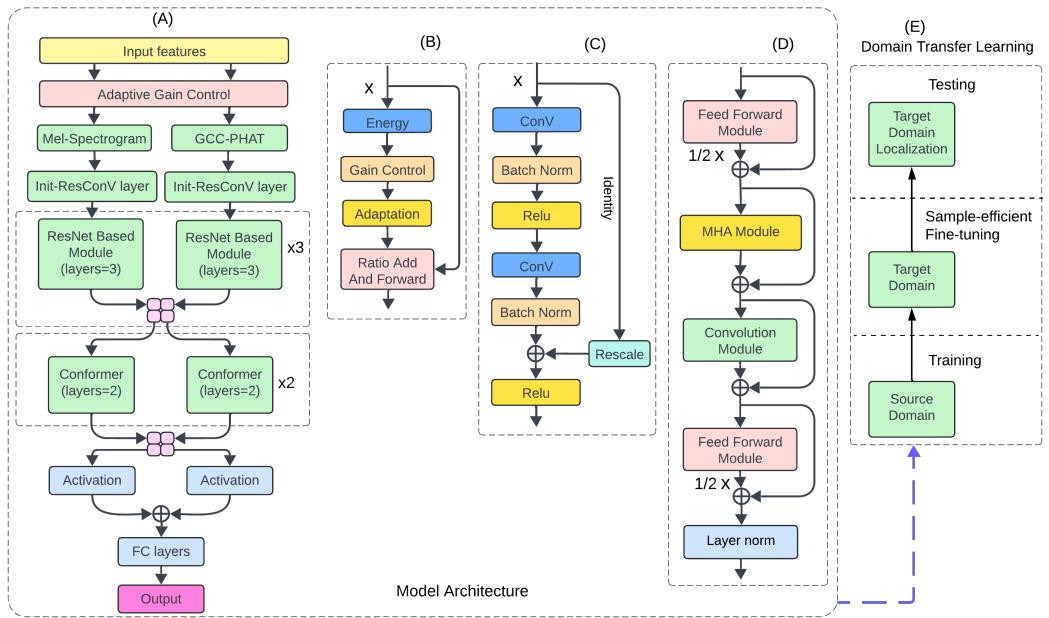 (A)
Input features
Adaptive Gain Control
Mel-Spectrogram
GCC-PHAT
Init-ResConV layer
Init-ResConV layer
ResNet Based
Module
(layers=3)
ResNet Based
Module
(layers=3)
x3
Conformer
(layers=2)
Conformer
(layers=2)
x2
Activation
Activation
FC layers
Output
(B)
x
Energy
Gain Control
Adaptation
Ratio Add
And Forward
(C)
x
ConV
Batch Norm
Relu
ConV
Batch Norm
Identity
Rescale
Relu
(D)
Feed Forward
Module
1/2 x
MHA Module
Convolution
Module
Feed Forward
Module
1/2 x
Layer norm
Model Architecture
(E)
Domain Transfer Learning
Testing
Target
Domain
Localization
Sample-efficient
Fine-tuning
Target
Domain
Training
Source
Domain